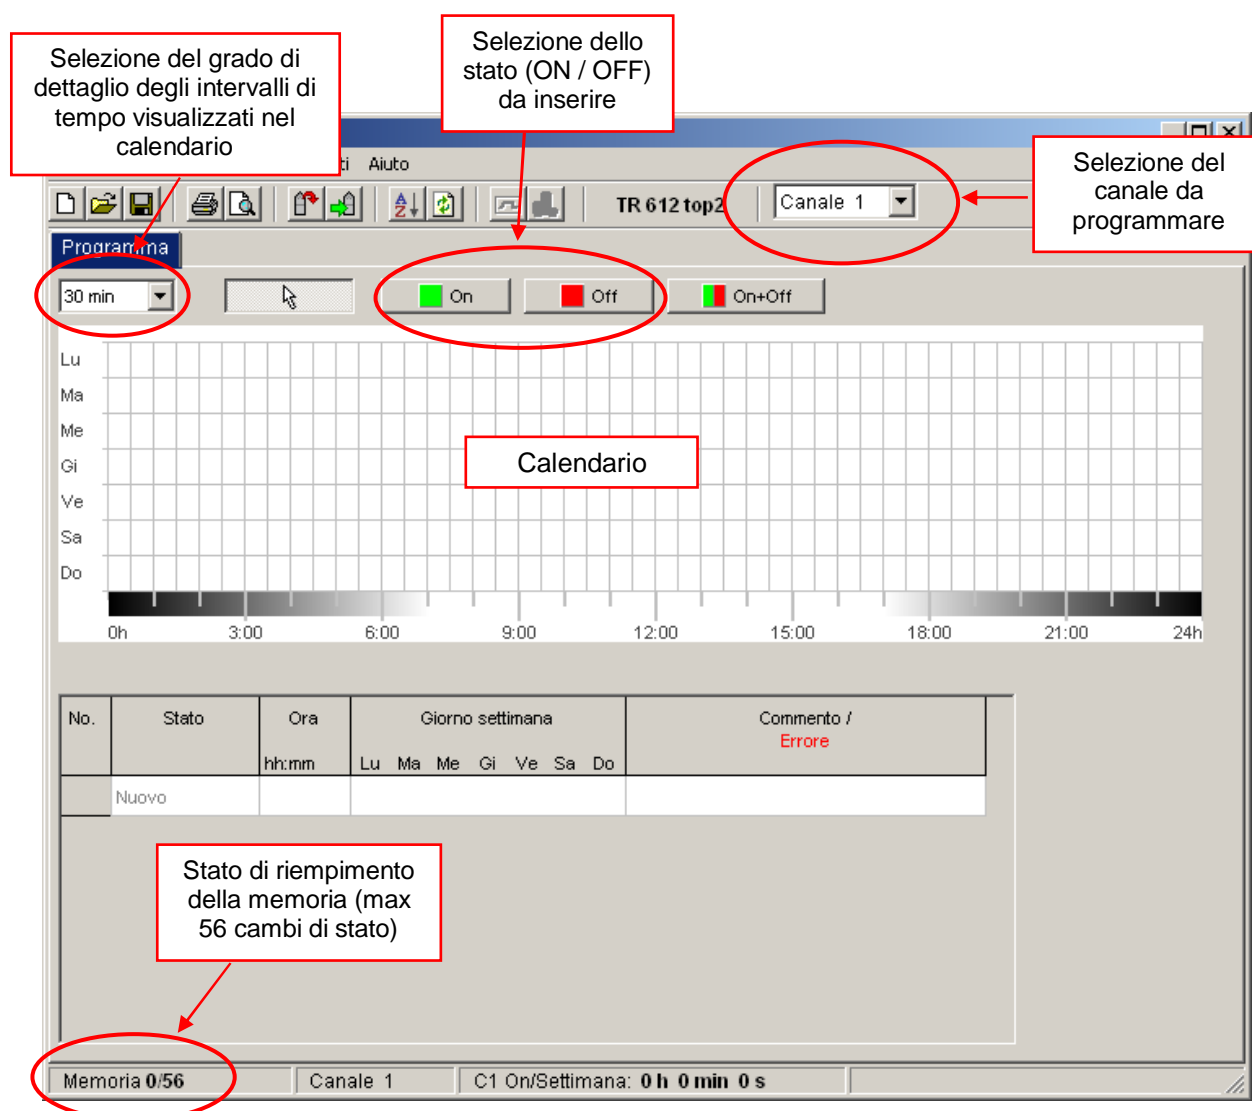 Selezione del grado di
dettaglio degli intervalli di
tempo visualizzati nel
calendario
Selezione dello
stato (ON / OFF)
da inserire
Selezione del
canale da
programmare
ti Aiuto
TR 612 top2
Canale 1
Programma
30 min
On
Off
On+Off
Lu
Ma
Me
Gi
Ve
Sa
Do
Calendario
0h 3:00 6:00 9:00 12:00 15:00 18:00 21:00 24h
No. Stato Ora Giorno settimana Commento /
Errore
hh:mm Lu Ma Me Gi Ve Sa Do
Nuovo
Stato di riempimento
della memoria (max
56 cambi di stato)
Memoria 0/56 Canale 1 C1 On/Settimana: 0 h 0 min 0 s